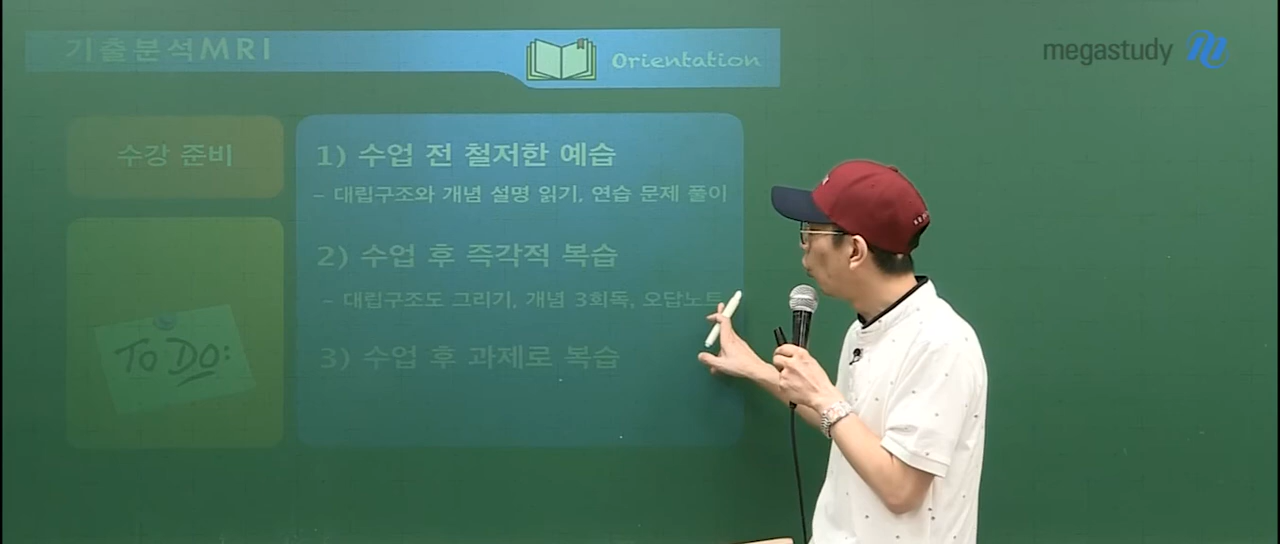 기출분석MRI
Orientation
megastudy
수강 준비
1) 수업 전 철저한 예습
- 대립구조와 개념 설명 읽기, 연습 문제 풀이
2) 수업 후 즉각적 복습
- 대립구조도 그리기, 개념 3회독, 오답노트
3) 수업 후 과제로 복습
TO DO: